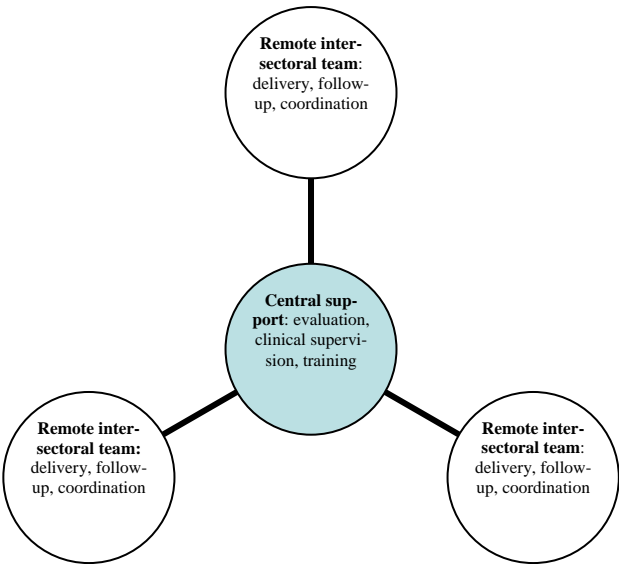 Remote inter-
sectoral team:
delivery, follow-
up, coordination
Central sup-
port: evaluation,
clinical supervi-
sion, training
Remote inter-
sectoral team:
delivery, follow-
up, coordination
Remote inter-
sectoral team:
delivery, follow-
up, coordination